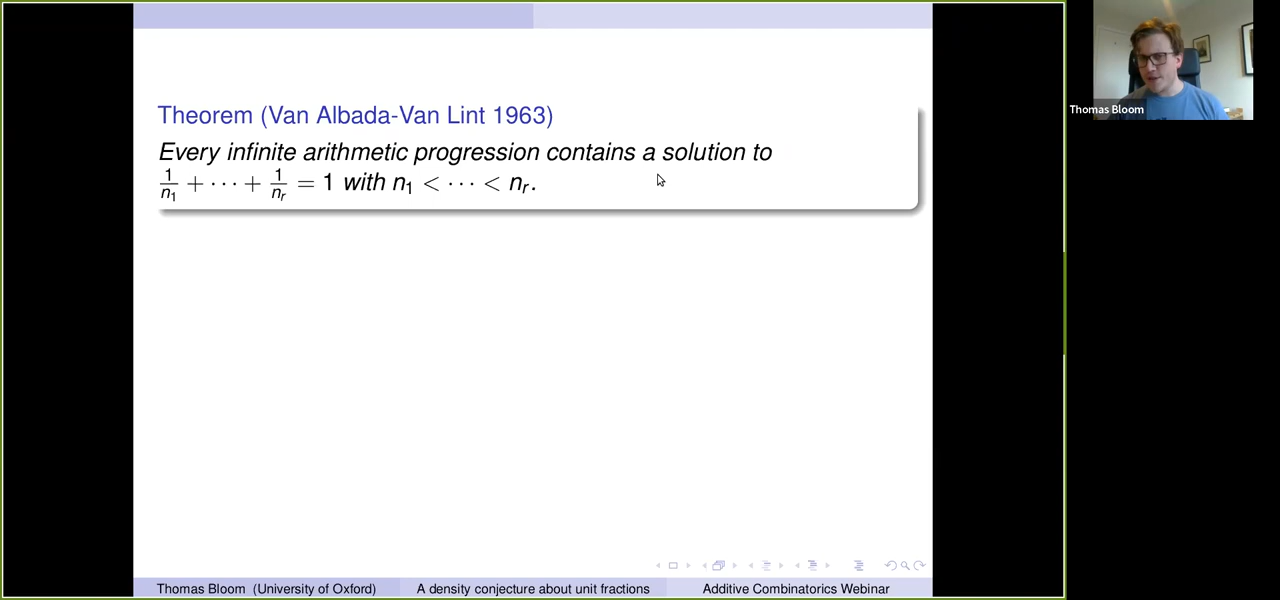 Theorem (Van Albada-Van Lint 1963)
Every infinite arithmetic progression contains a solution to
1/n₁ + ⋯ + 1/nᵣ = 1 with n₁ < ⋯ < nᵣ.
Thomas Bloom
Thomas Bloom (University of Oxford) A density conjecture about unit fractions Additive Combinatorics Webinar